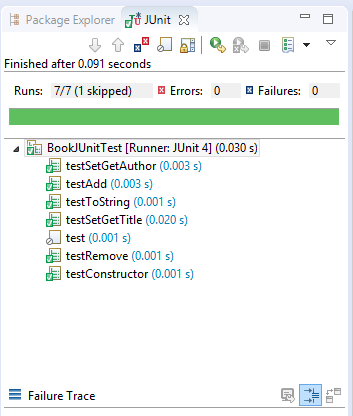 Package Explorer JUnit
Finished after 0.091 seconds
Runs: 7/7 (1 skipped) Errors: 0 Failures: 0
BookJUnitTest [Runner: JUnit 4] (0.030 s)
testSetGetAuthor (0.003 s)
testAdd (0.003 s)
testToString (0.001 s)
testSetGetTitle (0.020 s)
test (0.001 s)
testRemove (0.001 s)
testConstructor (0.001 s)
Failure Trace